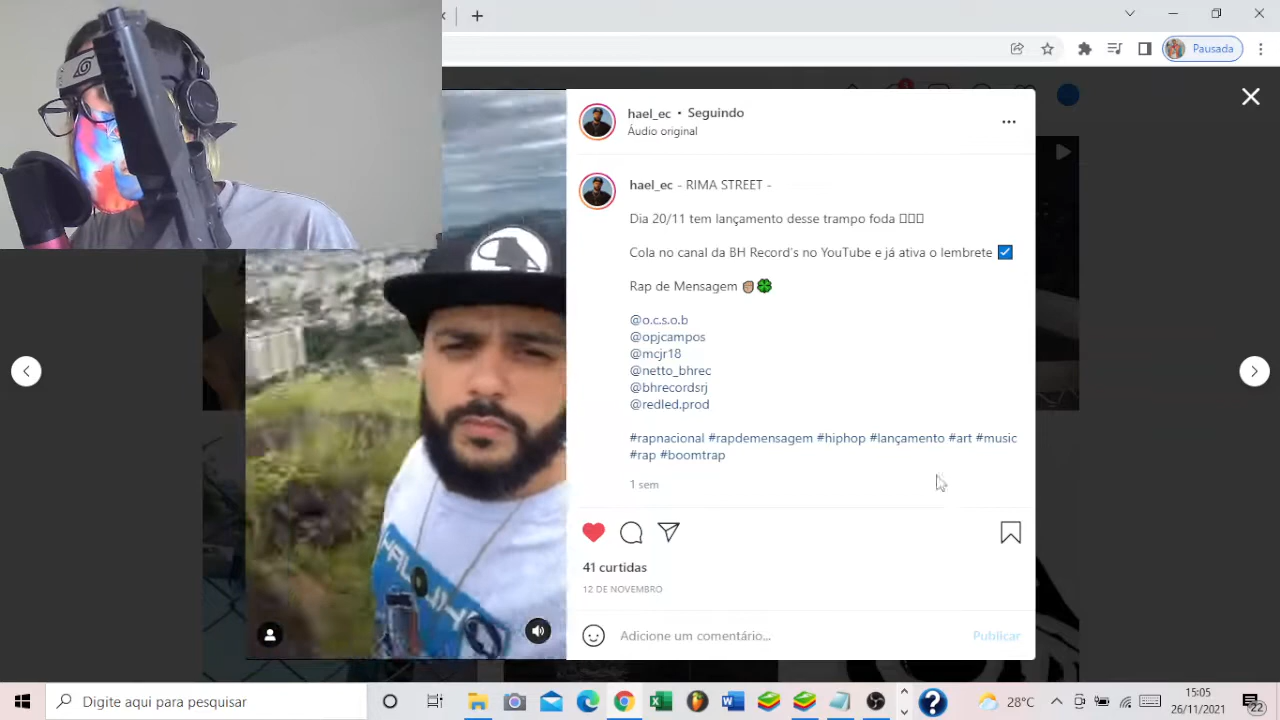 Pausada
hael_ec • Seguindo
Áudio original
hael_ec - RIMA STREET -
Dia 20/11 tem lançamento desse trampo foda
Cola no canal da BH Record's no YouTube e já ativa o lembrete
Rap de Mensagem
@o.c.s.o.b
@opjcampos
@mcjr18
@netto_bhrec
@bhrecordsrj
@redled.prod
#rapnacional #rapdemensagem #hiphop #lançamento #art #music
#rap #boomtrap
1 sem
41 curtidas
12 DE NOVEMBRO
Adicione um comentário...
Publicar
Digite aqui para pesquisar
28°C
15:05
26/11/2021
22